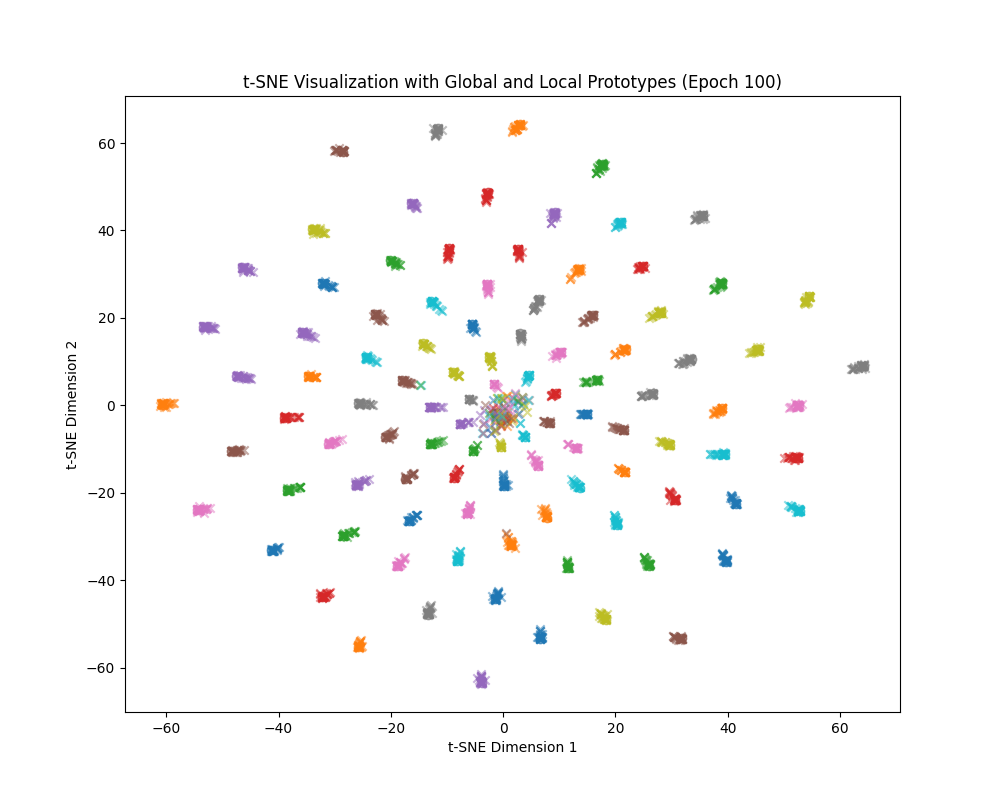 t-SNE Visualization with Global and Local Prototypes (Epoch 100)
60
40
20
0
−20
−40
−60
t-SNE Dimension 2
−60 −40 −20 0 20 40 60
t-SNE Dimension 1